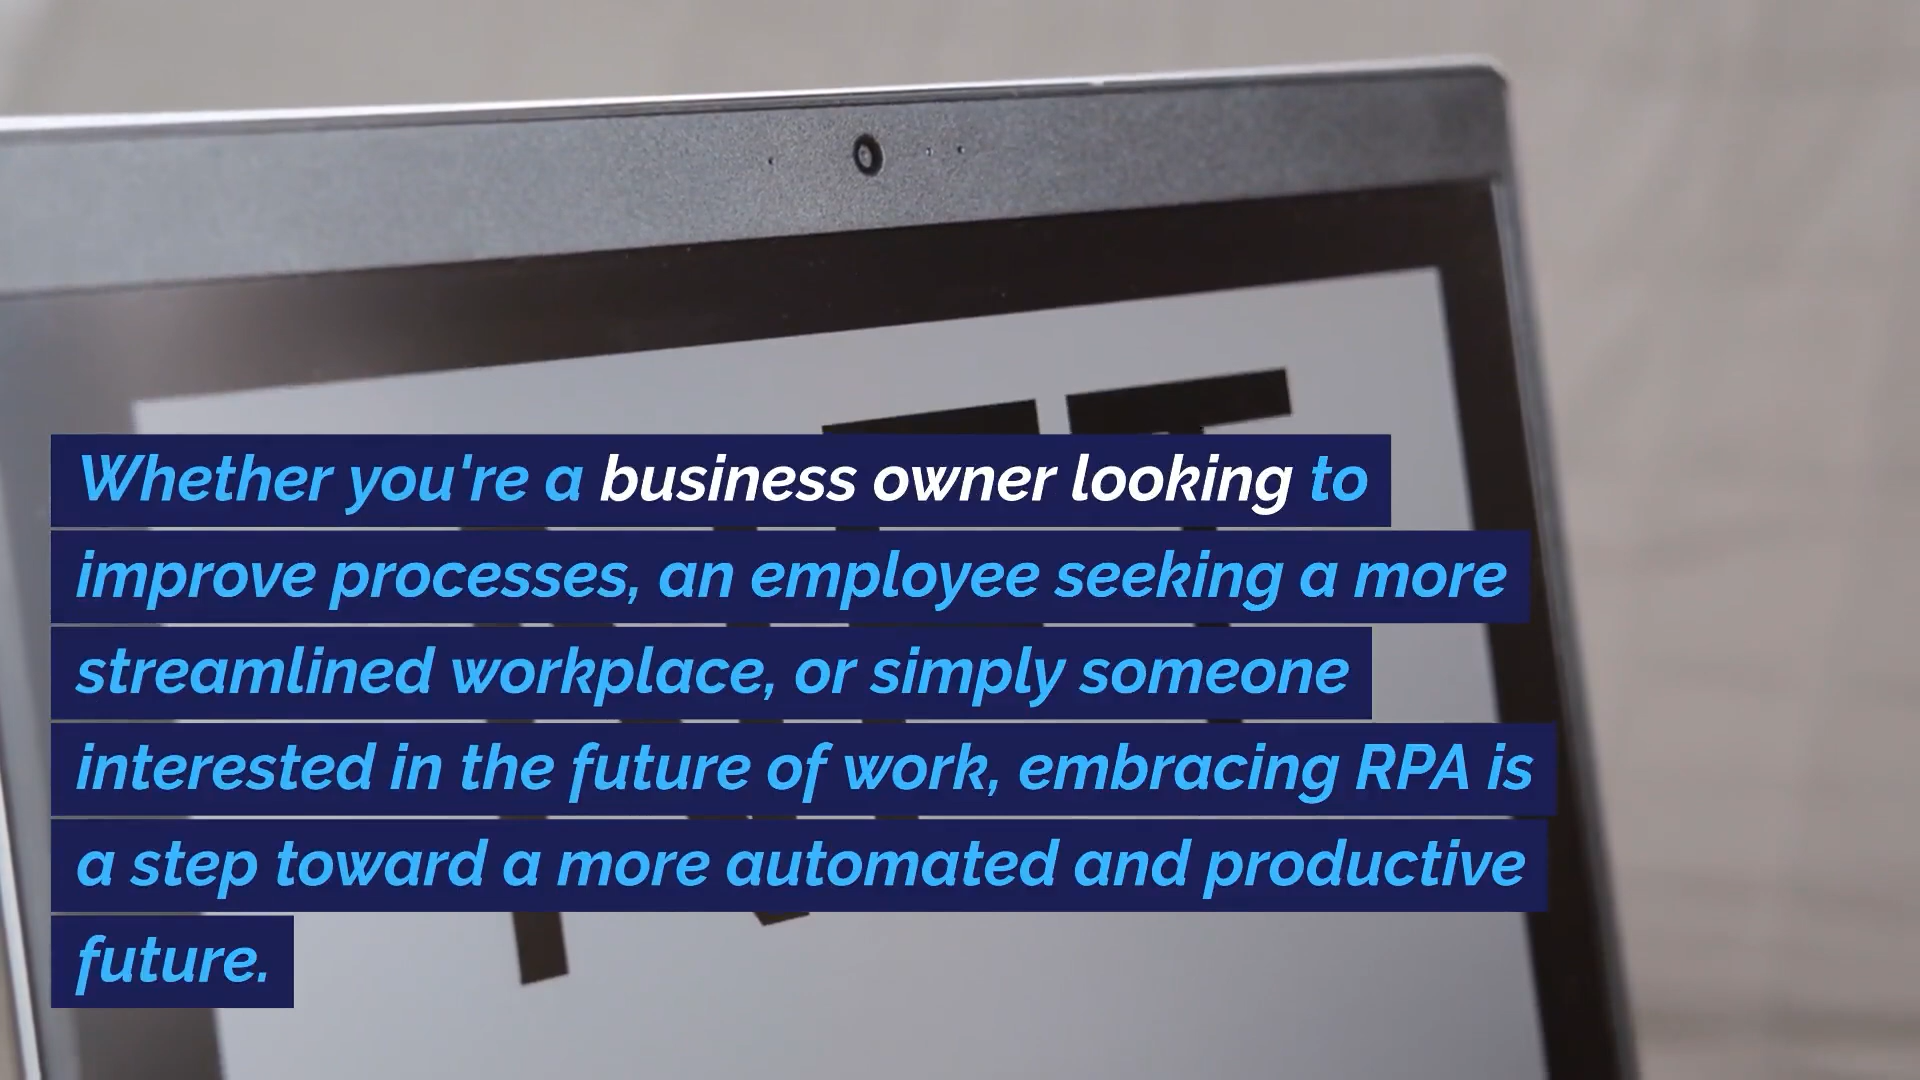 Whether you're a business owner looking to
improve processes, an employee seeking a more
streamlined workplace, or simply someone
interested in the future of work, embracing RPA is
a step toward a more automated and productive
future.